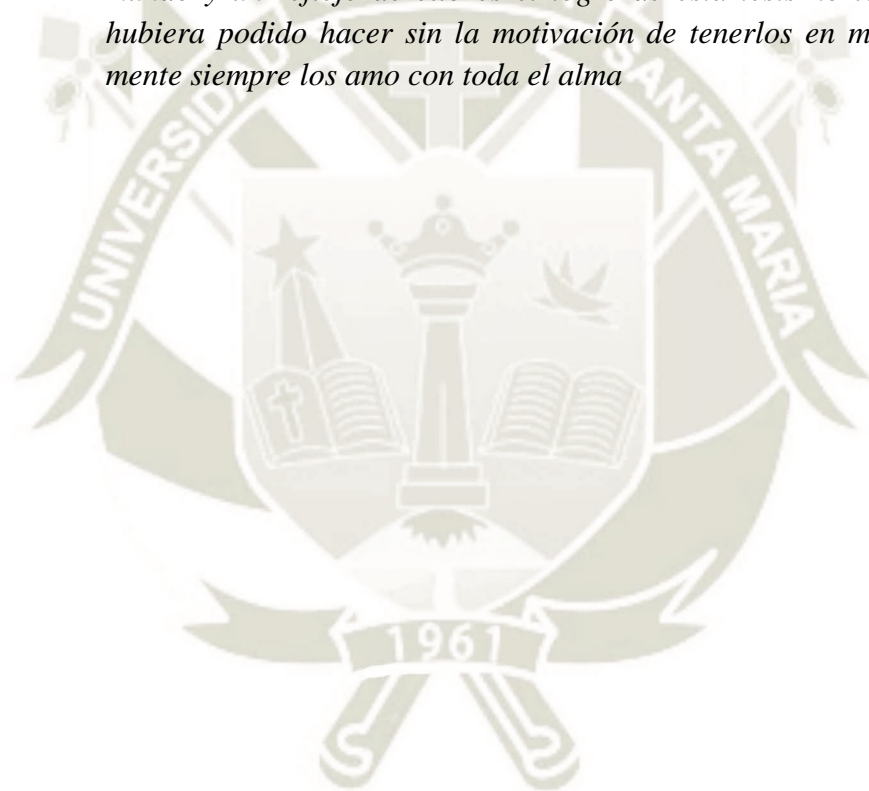 hubiera podido hacer sin la motivación de tenerlos en m
mente siempre los amo con toda el alma
UNIVERSIDAD
SANTA MARIA
1961